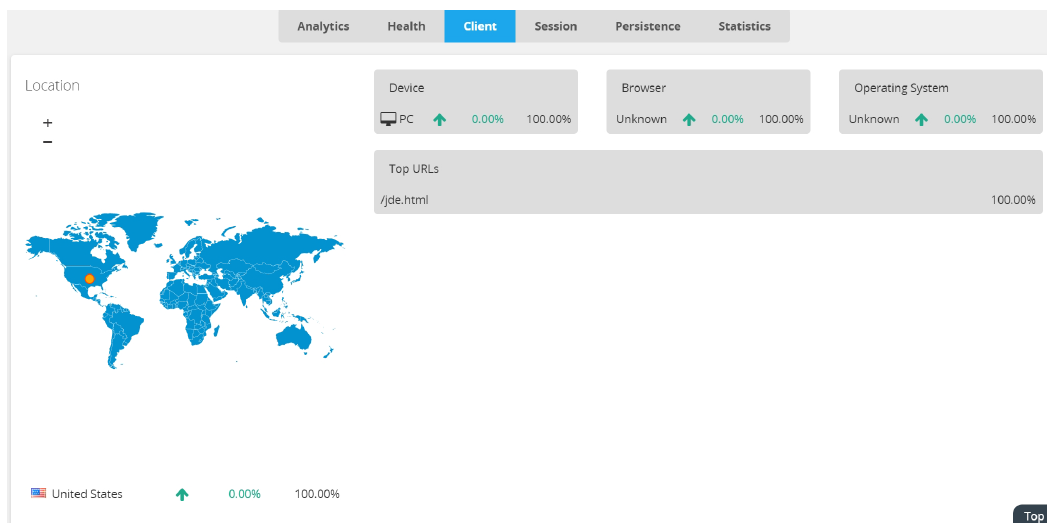 Analytics Health Client Session Persistence Statistics
Location
+
−
Device
PC 0.00% 100.00%
Browser
Unknown 0.00% 100.00%
Operating System
Unknown 0.00% 100.00%
Top URLs
/jde.html 100.00%
United States 0.00% 100.00%
Top